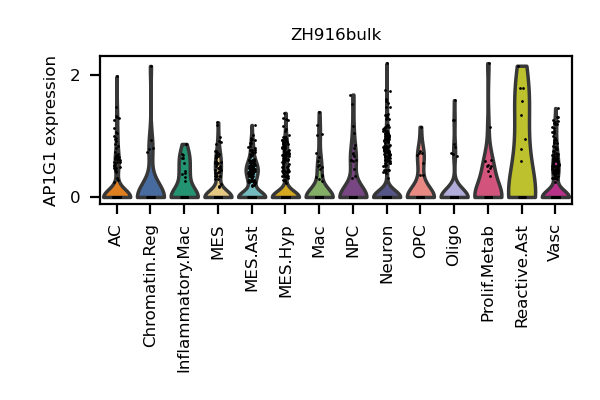 ZH916bulk
AP1G1 expression
2
0
AC
Chromatin.Reg
Inflammatory.Mac
MES
MES.Ast
MES.Hyp
Mac
NPC
Neuron
OPC
Oligo
Prolif.Metab
Reactive.Ast
Vasc